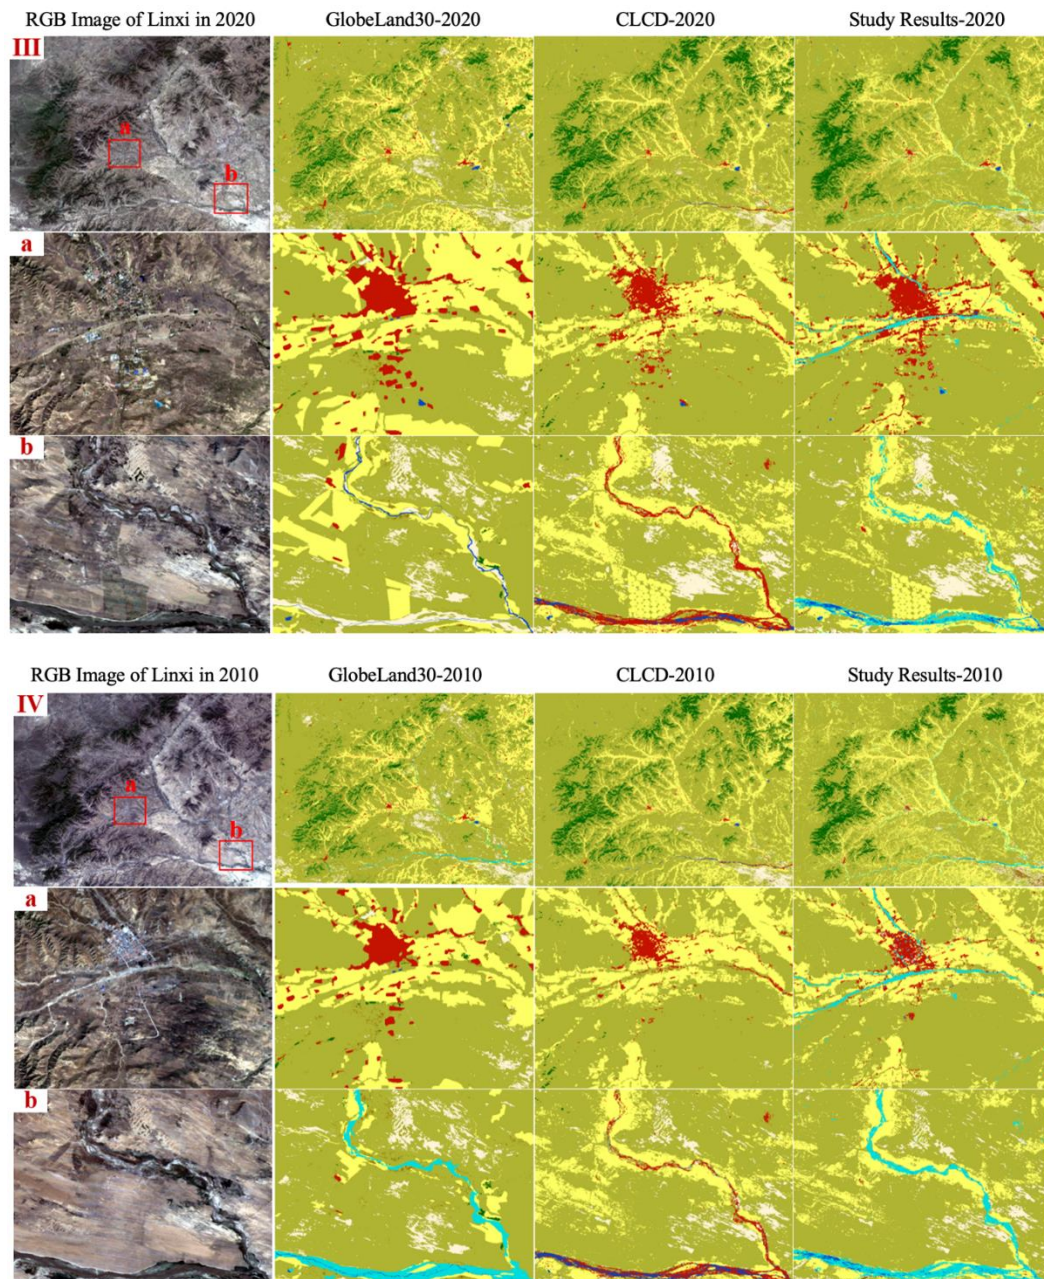 RGB Image of Linxi in 2020 GlobeLand30-2020 CLCD-2020 Study Results-2020
III
a
b
a
b
RGB Image of Linxi in 2010 GlobeLand30-2010 CLCD-2010 Study Results-2010
IV
a
b
a
b